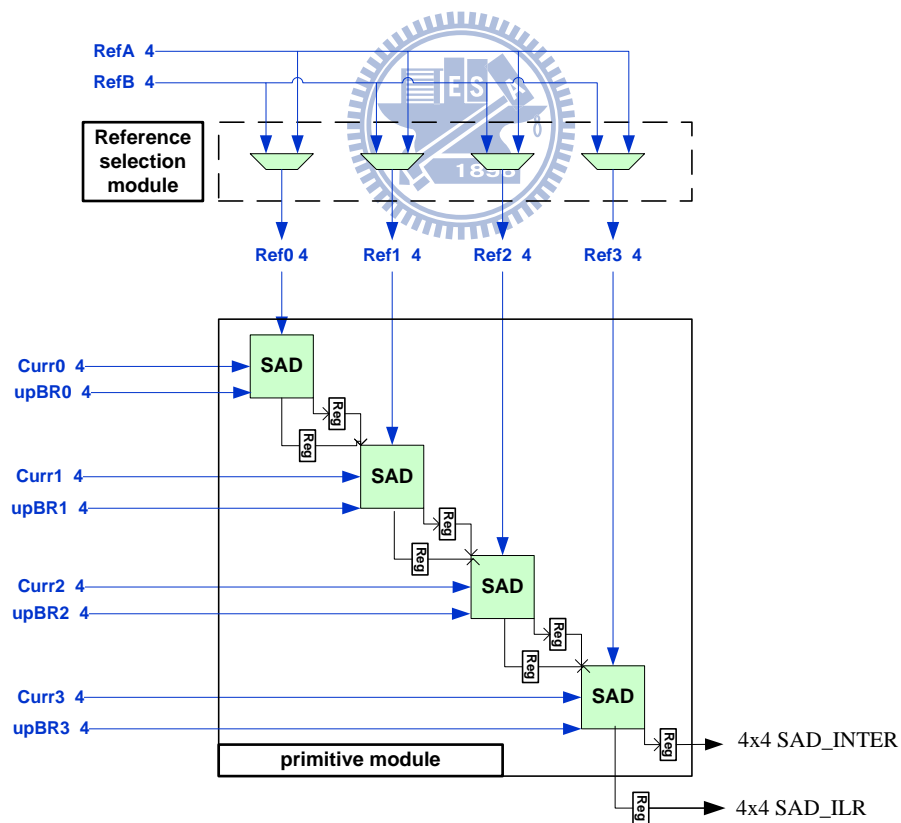 RefA 4
RefB 4
E S A
1896
Reference
selection
module
Ref0 4
Ref1 4
Ref2 4
Ref3 4
Curr0 4
upBR0 4
SAD
Reg
Reg
Curr1 4
upBR1 4
SAD
Reg
Reg
Curr2 4
upBR2 4
SAD
Reg
Reg
Curr3 4
upBR3 4
SAD
Reg
4x4 SAD_INTER
primitive module
Reg
4x4 SAD_ILR